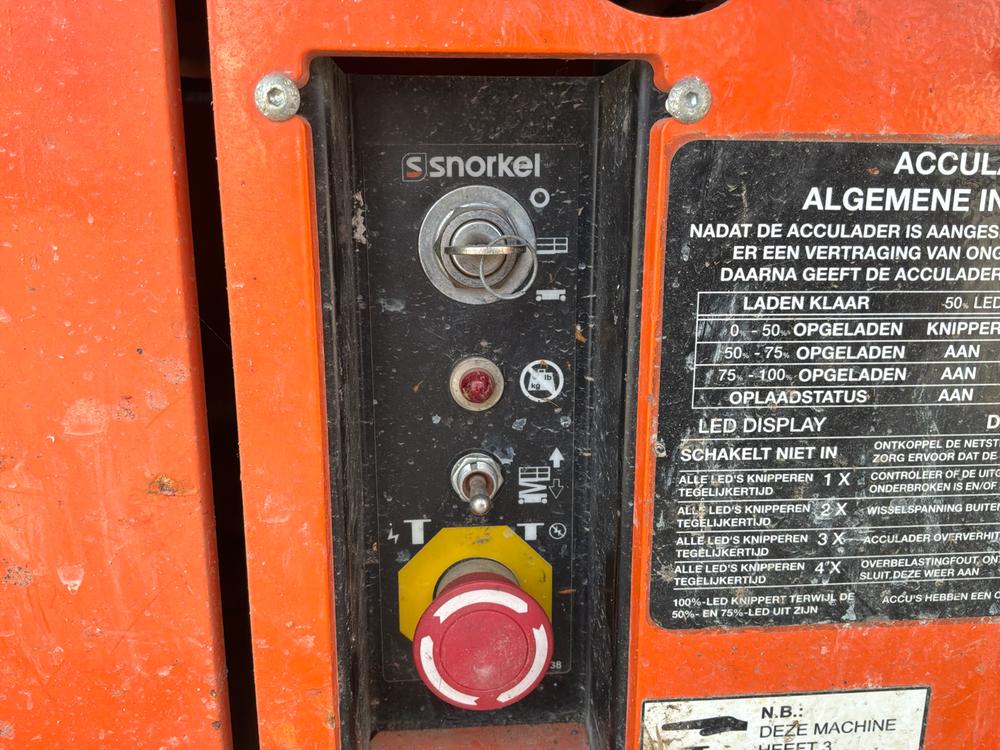 snorkel
lb
kg
38
ACCULA
ALGEMENE IN
NADAT DE ACCULADER IS AANGES
ER EEN VERTRAGING VAN ONG
DAARNA GEEFT DE ACCULADER
LADEN KLAAR -50% LED
0% - 50% OPGELADEN KNIPPER
50% - 75% OPGELADEN AAN
75% - 100% OPGELADEN AAN
OPLAADSTATUS AAN
LED DISPLAY D
SCHAKELT NIET IN ONTKOPPEL DE NETST
ZORG ERVOOR DAT DE
ALLE LED'S KNIPPEREN TEGELIJKERTIJD 1 X CONTROLEER OF DE UITG
ONDERBROKEN IS EN/OF
ALLE LED'S KNIPPEREN TEGELIJKERTIJD 2 X WISSELSPANNING BUITEN
ALLE LED'S KNIPPEREN TEGELIJKERTIJD 3 X ACCULADER OVERVERHIT
ALLE LED'S KNIPPEREN TEGELIJKERTIJD 4 X OVERBELASTINGFOUT, ONT
SLUIT DEZE WEER AAN
100%-LED KNIPPERT TERWIJL DE ACCU'S HEBBEN EEN O
50%- EN 75%-LED UIT ZIJN
N.B.:
DEZE MACHINE
HEEFT 3